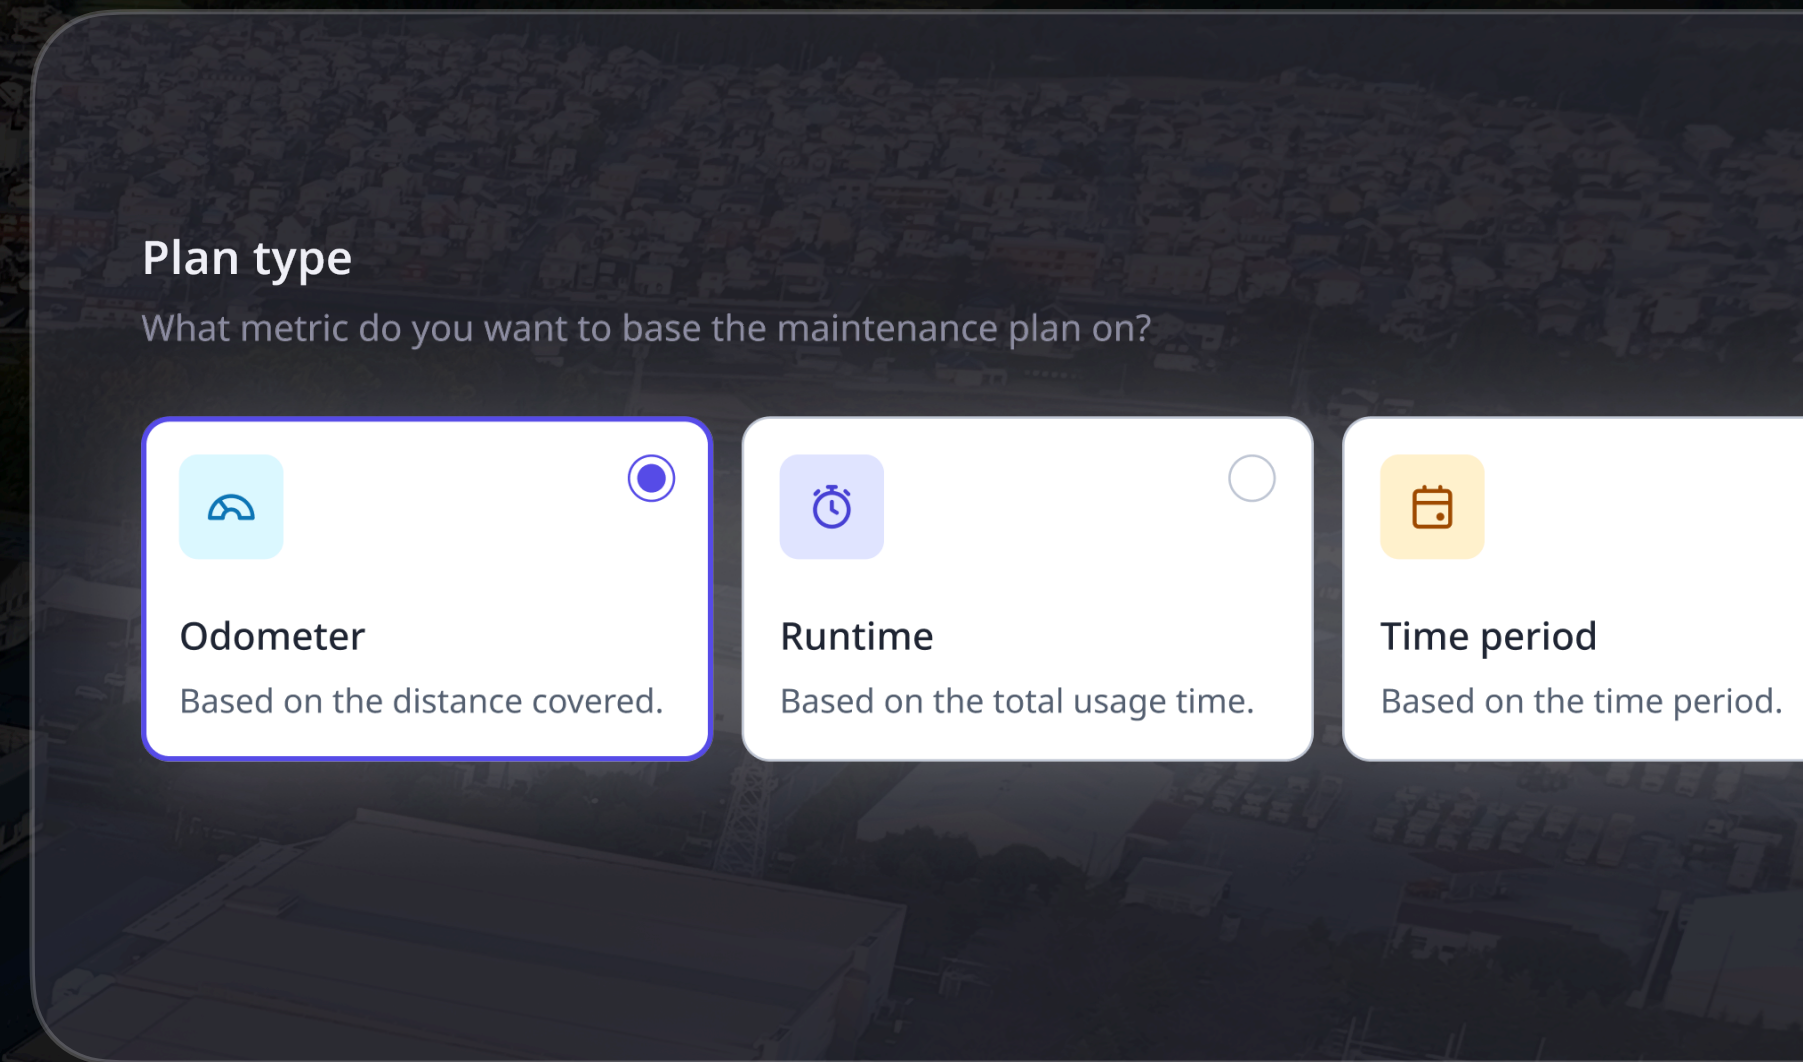 Plan type
What metric do you want to base the maintenance plan on?
Odometer
Based on the distance covered.
Runtime
Based on the total usage time.
Time period
Based on the time period.